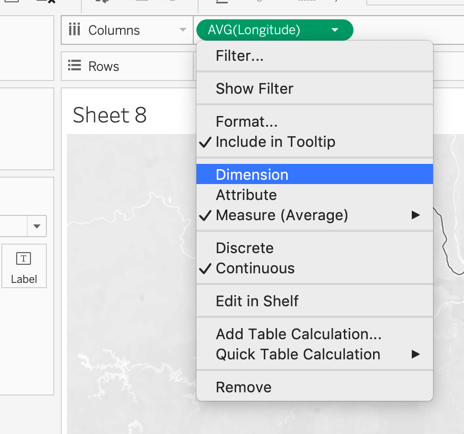 Columns
AVG(Longitude)
Rows
Sheet 8
Label
Filter...
Show Filter
Format...
Include in Tooltip
Dimension
Attribute
Measure (Average)
Discrete
Continuous
Edit in Shelf
Add Table Calculation...
Quick Table Calculation
Remove